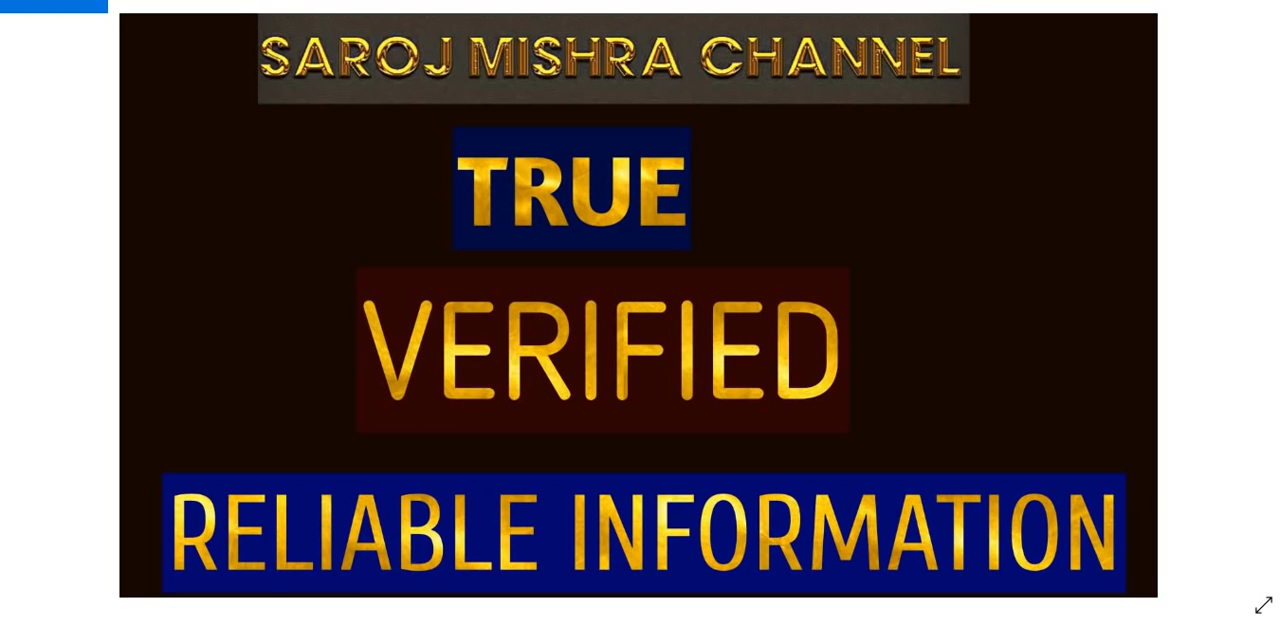 SAROJ MISHRA CHANNEL
TRUE
VERIFIED
RELIABLE INFORMATION